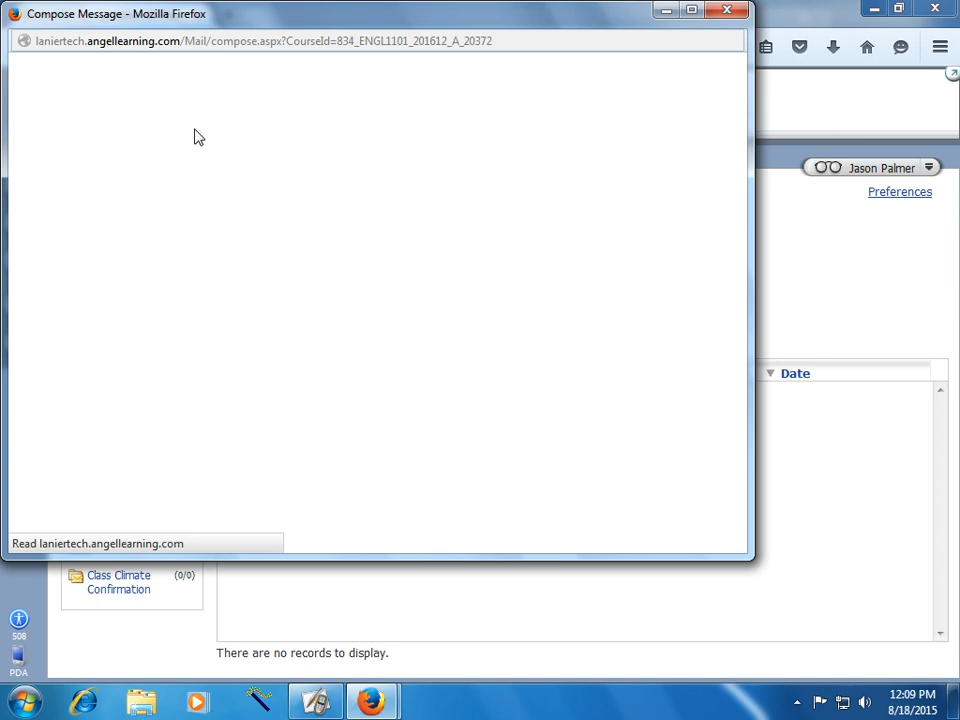 Compose Message - Mozilla Firefox
laniertech.angellearning.com/Mail/compose.aspx?CourseId=834_ENGL1101_201612_A_20372
Jason Palmer
Preferences
Date
Read laniertech.angellearning.com
Class Climate (0/0)
Confirmation
There are no records to display.
508
PDA
12:09 PM
8/18/2015